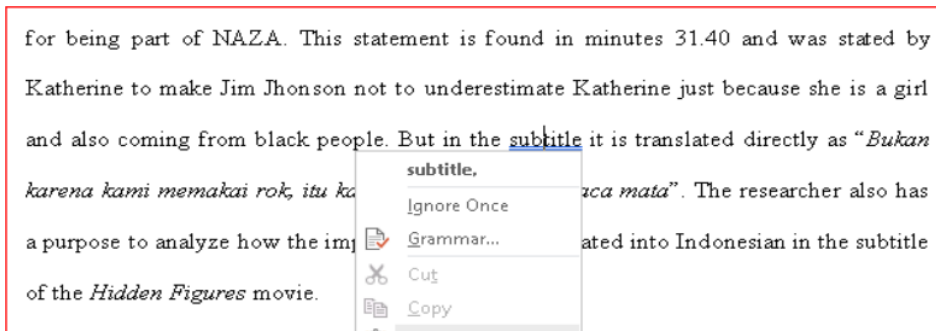 for being part of NAZA. This statement is found in minutes 31.40 and was stated by
Katherine to make Jim Jhonson not to underestimate Katherine just because she is a girl
and also coming from black people. But in the subtitle it is translated directly as “Bukan
karena kami memakai rok, itu ka aca mata”. The researcher also has
a purpose to analyze how the imp ated into Indonesian in the subtitle
of the Hidden Figures movie.
subtitle,
Ignore Once
Grammar...
Cut
Copy